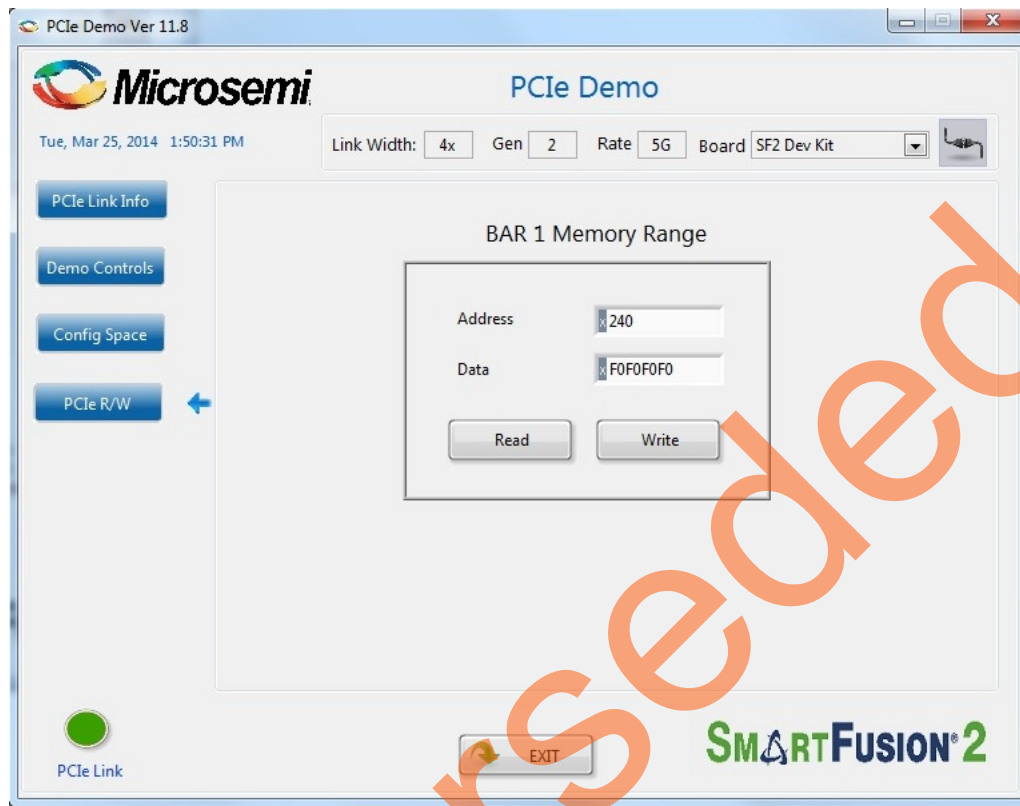 PCIe Demo Ver 11.8
Microsemi
PCIe Demo
Tue, Mar 25, 2014 1:50:31 PM
Link Width: 4x Gen 2 Rate 5G Board SF2 Dev Kit
PCIe Link Info
BAR 1 Memory Range
Demo Controls
Address x 240
Config Space
Data x F0F0F0F0
PCIe R/W
Read Write
rseded
PCIe Link
EXIT
SMARTFUSION® 2